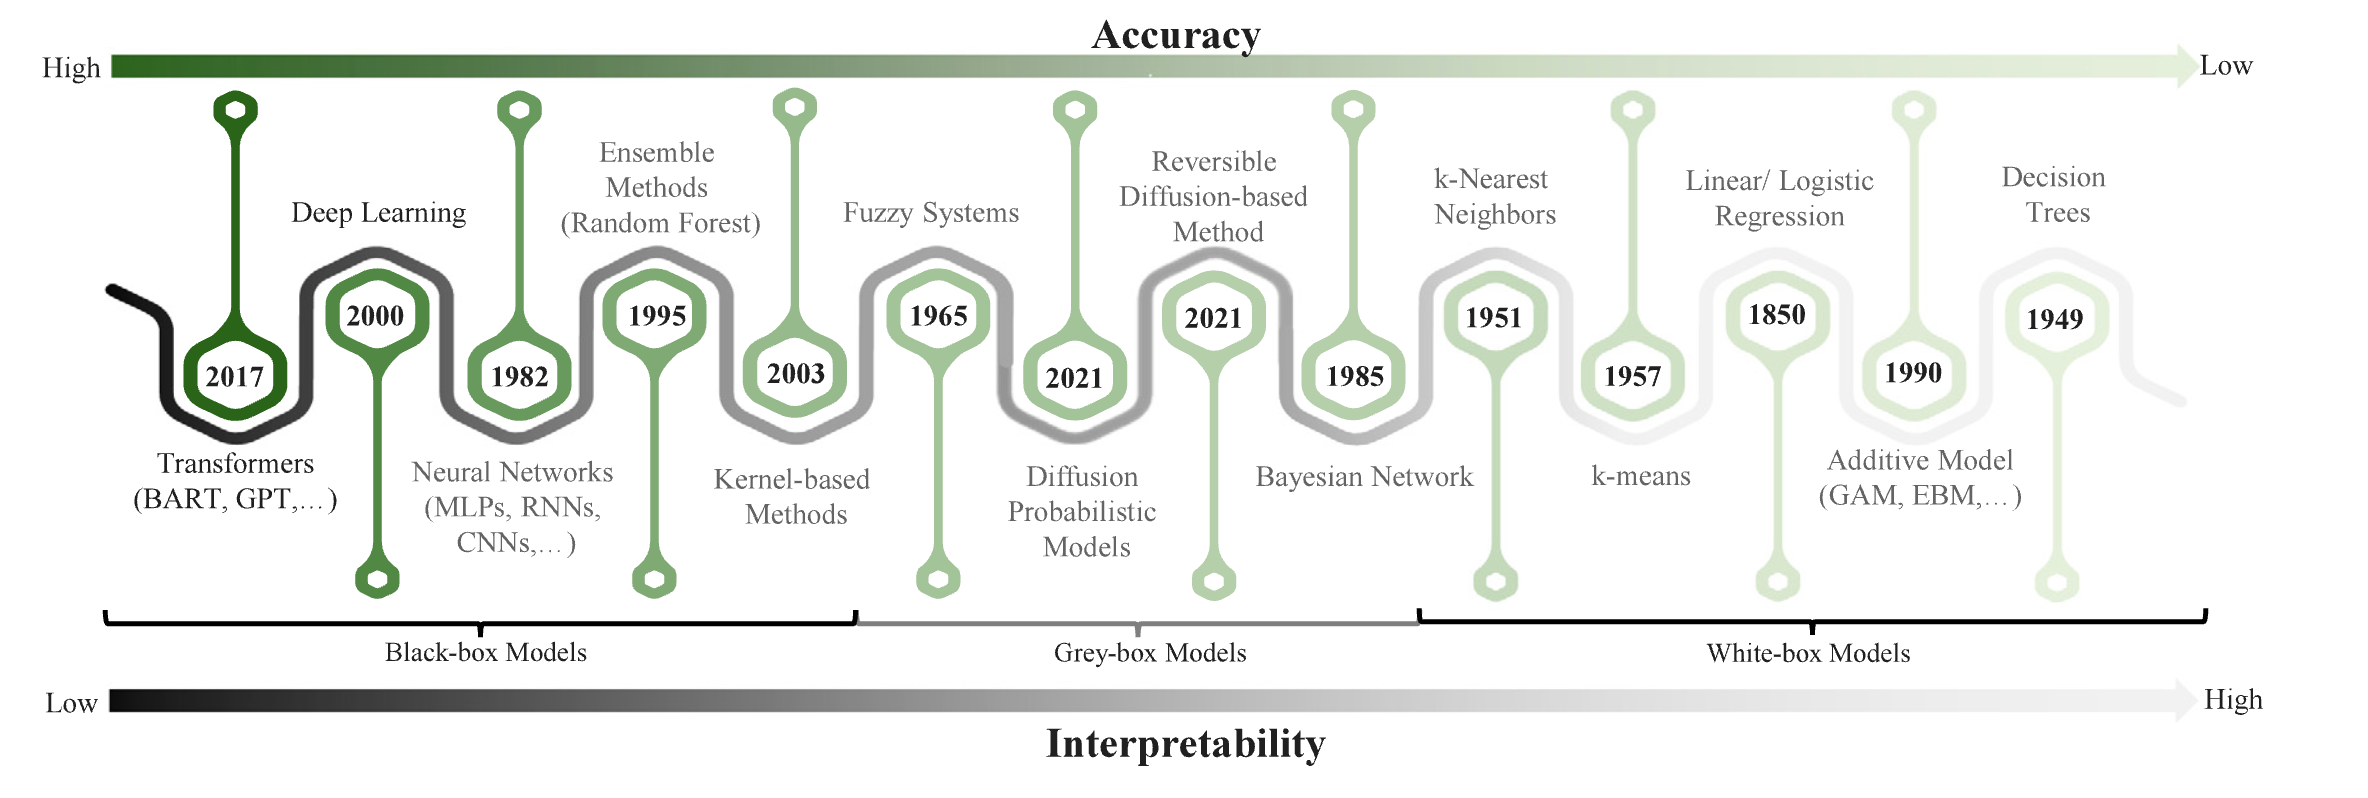 Accuracy
High
Low
Ensemble
Methods
(Random Forest)
Reversible
Diffusion-based
Method
k-Nearest
Neighbors
Linear/ Logistic
Regression
Decision
Trees
Deep Learning
Fuzzy Systems
2017
2000
1982
1995
2003
1965
2021
2021
1985
1951
1957
1850
1990
1949
Transformers
(BART, GPT,…)
Neural Networks
(MLPs, RNNs,
CNNs,…)
Kernel-based
Methods
Diffusion
Probabilistic
Models
Bayesian Network
k-means
Additive Model
(GAM, EBM,…)
Black-box Models
Grey-box Models
White-box Models
Low
High
Interpretability